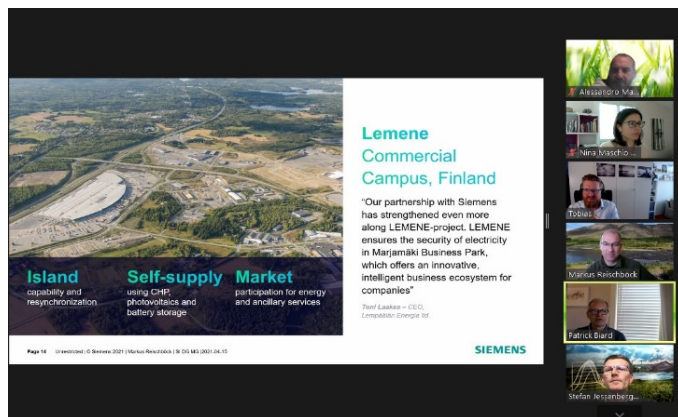 Lemene
Commercial
Campus, Finland
"Our partnership with Siemens
has strengthened even more
along LEMENE-project. LEMENE
ensures the security of electricity
in Marjamäki Business Park,
which offers an innovative,
intelligent business ecosystem for
companies"
Toni Laakso – CEO,
Lempäälän Energia ltd.
Island
capability and
resynchronization
Self-supply
using CHP,
photovoltaics and
battery storage
Market
participation for energy
and ancillary services
Page 16 Unrestricted | © Siemens 2021 | Markus Reischböck | SI DG MG | 2021-04-15
SIEMENS
Alessandro Ma...
Nina Maschio ...
Tobias
Markus Reischböck
Patrick Biard
Stefan Jessenberg...